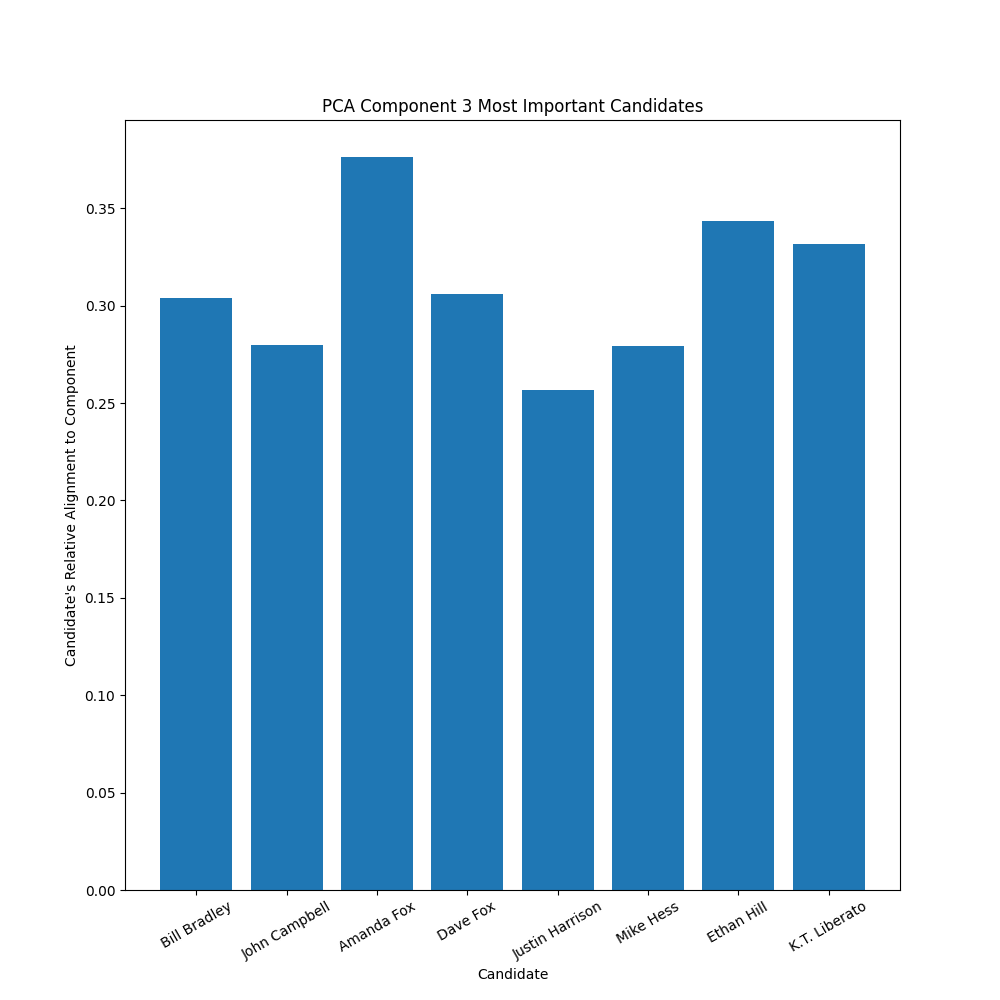 PCA Component 3 Most Important Candidates
Candidate's Relative Alignment to Component
0.35
0.30
0.25
0.20
0.15
0.10
0.05
0.00
Bill Bradley
John Campbell
Amanda Fox
Dave Fox
Justin Harrison
Mike Hess
Ethan Hill
K.T. Liberato
Candidate